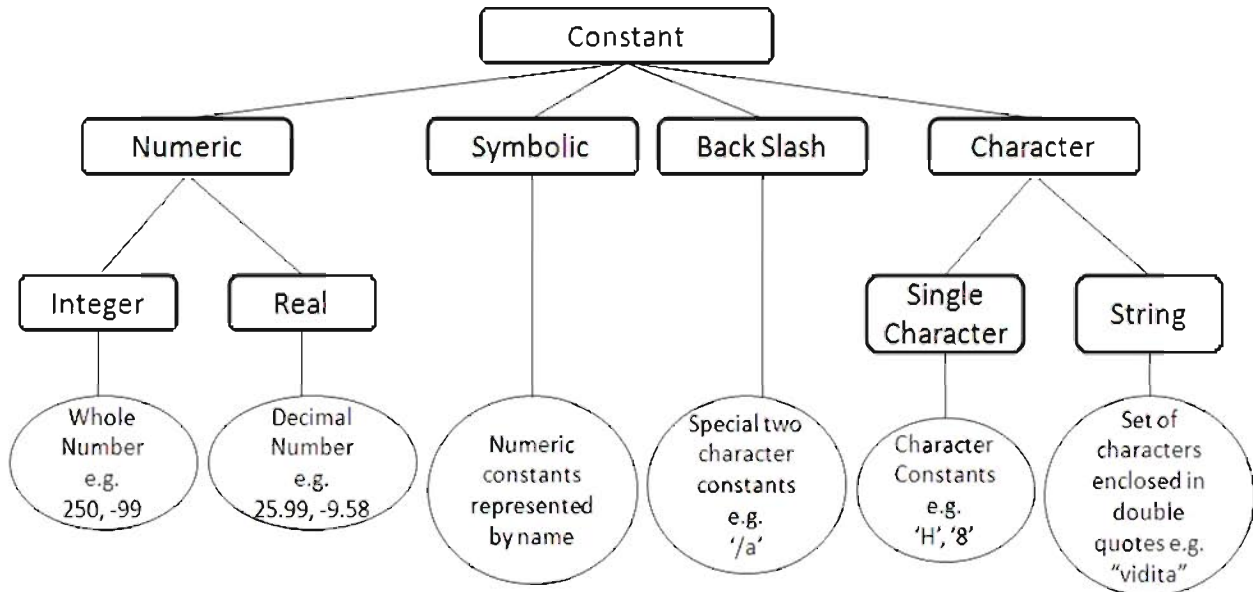 Constant
Numeric
Symbolic
Back Slash
Character
Integer
Real
Single
Character
String
Whole
Number
e.g.
250, -99
Decimal
Number
e.g.
25.99, -9.58
Numeric
constants
represented
by name
Special two
character
constants
e.g.
‘/a’
Character
Constants
e.g.
‘H’, ‘8’
Set of
characters
enclosed in
double
quotes e.g.
“vidita”